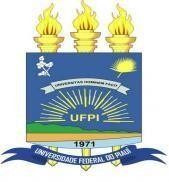 UNIVERSITAS HOMINEM FACIT
UFPI
1971
UNIVERSIDADE FEDERAL DO PIAUÍ